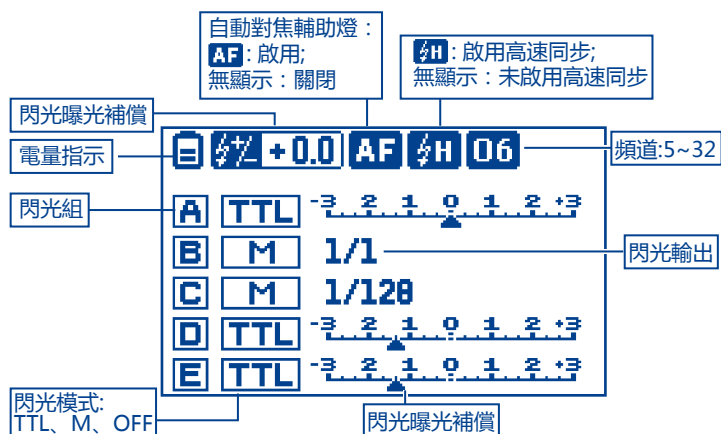 自動對焦輔助燈：
AF：啟用;
無顯示：關閉
H：啟用高速同步;
無顯示：未啟用高速同步
閃光曝光補償
電量指示
+0.0 AF H 06
頻道:5~32
閃光組
A TTL -3 2 1 0 1 2 +3
B M 1/1
閃光輸出
C M 1/128
D TTL -3 2 1 0 1 2 +3
E TTL -3 2 1 0 1 2 +3
閃光模式:
TTL、M、OFF
閃光曝光補償